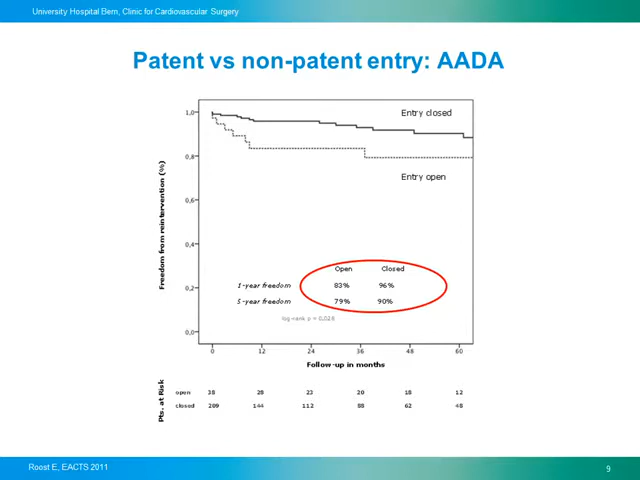 University Hospital Bern, Clinic for Cardiovascular Surgery
Patent vs non-patent entry: AADA
Entry closed
Entry open
1,0
0,8
0,6
0,4
0,2
0,0
Freedom from reintervention (%)
Open Closed
1-year freedom 83% 96%
5-year freedom 79% 90%
log-rank p = 0,028
0 12 24 36 48 60
Follow-up in months
Pts. at Risk
open 38 28 23 20 18 12
closed 209 144 112 88 62 48
Roost E, EACTS 2011
9